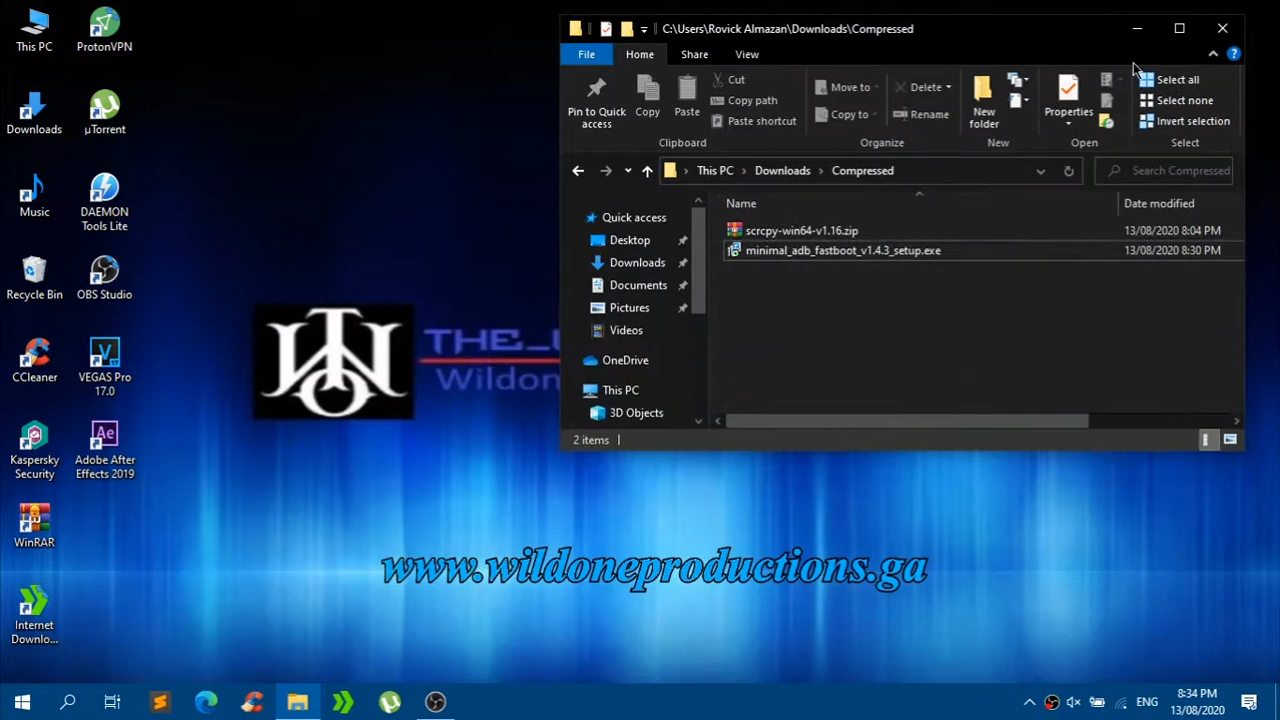 This PC
ProtonVPN
Downloads
µTorrent
Music
DAEMON
Tools Lite
Recycle Bin
OBS Studio
CCleaner
VEGAS Pro
17.0
Kaspersky
Security
Adobe After
Effects 2019
WinRAR
Internet
Downlo...
THE_
Wildon
www.wildoneproductions.ga
C:\Users\Rovick Almazan\Downloads\Compressed
File
Home
Share
View
Pin to Quick
access
Copy
Paste
Cut
Copy path
Paste shortcut
Clipboard
Move to
Copy to
Delete
Rename
Organize
New
folder
New
Properties
Open
Select all
Select none
Invert selection
Select
This PC
Downloads
Compressed
Search Compressed
Name
Date modified
scrcpy-win64-v1.16.zip
13/08/2020 8:04 PM
minimal_adb_fastboot_v1.4.3_setup.exe
13/08/2020 8:30 PM
Quick access
Desktop
Downloads
Documents
Pictures
Videos
OneDrive
This PC
3D Objects
2 items
ENG
8:34 PM
13/08/2020